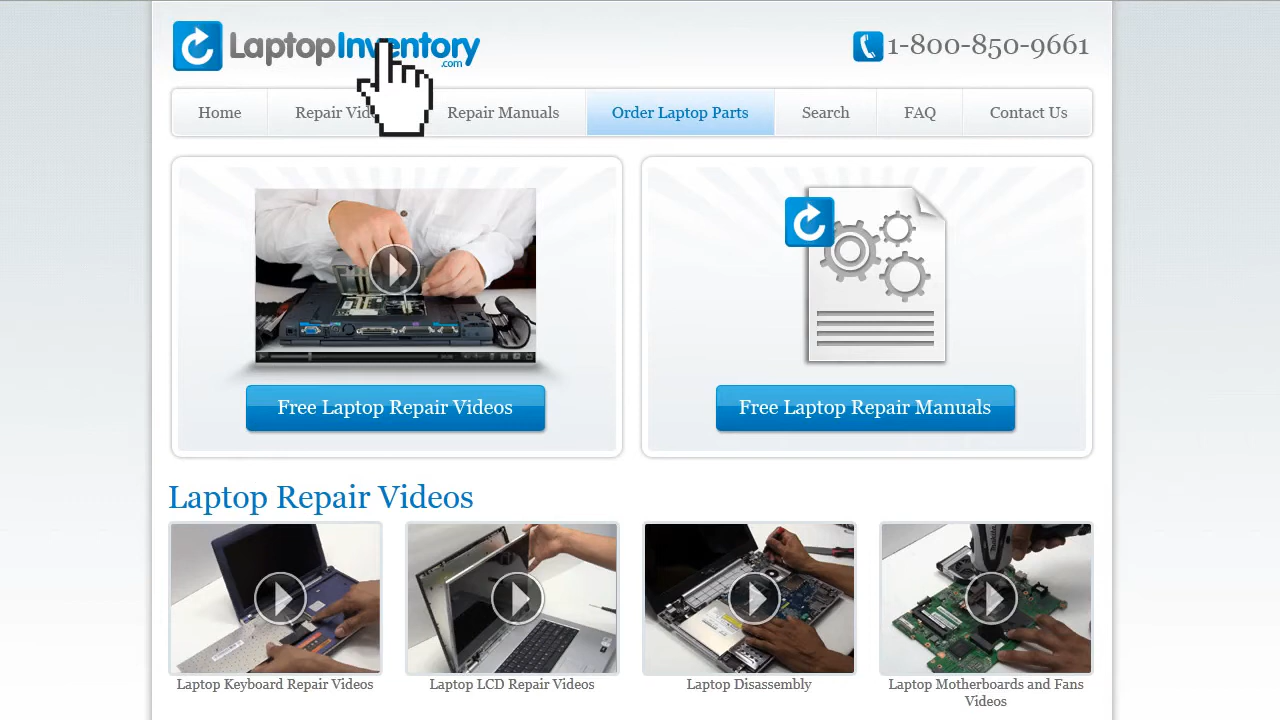 LaptopInventory
.com
1-800-850-9661
Home
Repair Manuals
Order Laptop Parts
Search
FAQ
Contact Us
Free Laptop Repair Videos
Free Laptop Repair Manuals
Laptop Repair Videos
Laptop Keyboard Repair Videos
Laptop LCD Repair Videos
Laptop Disassembly
Laptop Motherboards and Fans
Videos